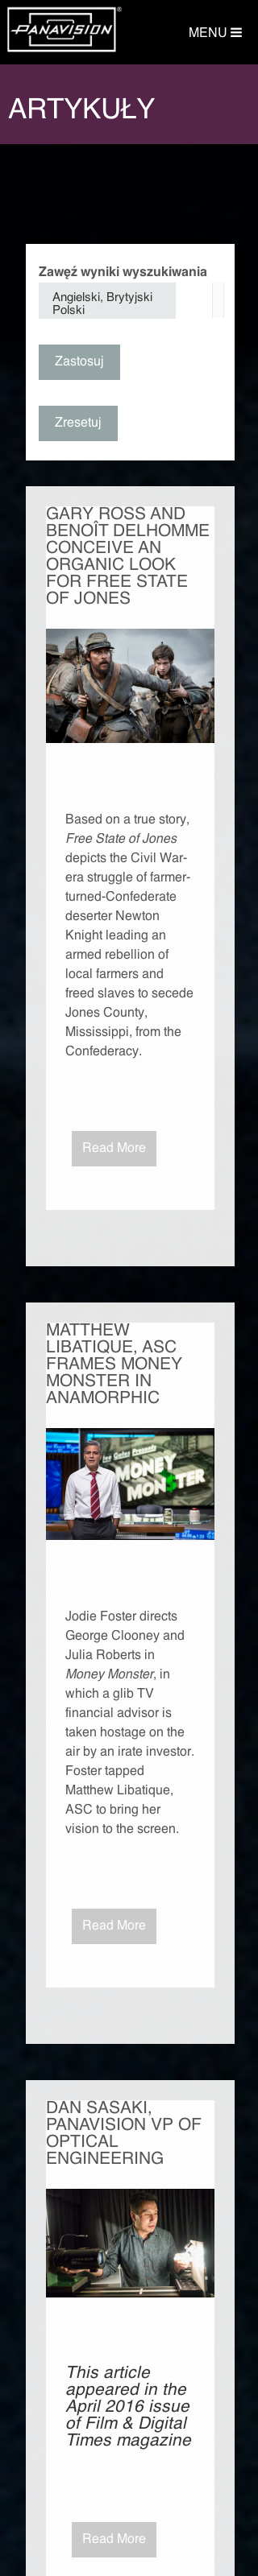 PANAVISION®
MENU
ARTYKUŁY
Zawęź wyniki wyszukiwania
Angielski, Brytyjski
Polski
Zastosuj
Zresetuj
GARY ROSS AND
BENOÎT DELHOMME
CONCEIVE AN
ORGANIC LOOK
FOR FREE STATE
OF JONES
Based on a true story,
Free State of Jones
depicts the Civil War-
era struggle of farmer-
turned-Confederate
deserter Newton
Knight leading an
armed rebellion of
local farmers and
freed slaves to secede
Jones County,
Mississippi, from the
Confederacy.
Read More
MATTHEW
LIBATIQUE, ASC
FRAMES MONEY
MONSTER IN
ANAMORPHIC
MONEY
MONSTER
Jodie Foster directs
George Clooney and
Julia Roberts in
Money Monster, in
which a glib TV
financial advisor is
taken hostage on the
air by an irate investor.
Foster tapped
Matthew Libatique,
ASC to bring her
vision to the screen.
Read More
DAN SASAKI,
PANAVISION VP OF
OPTICAL
ENGINEERING
This article
appeared in the
April 2016 issue
of Film & Digital
Times magazine
Read More